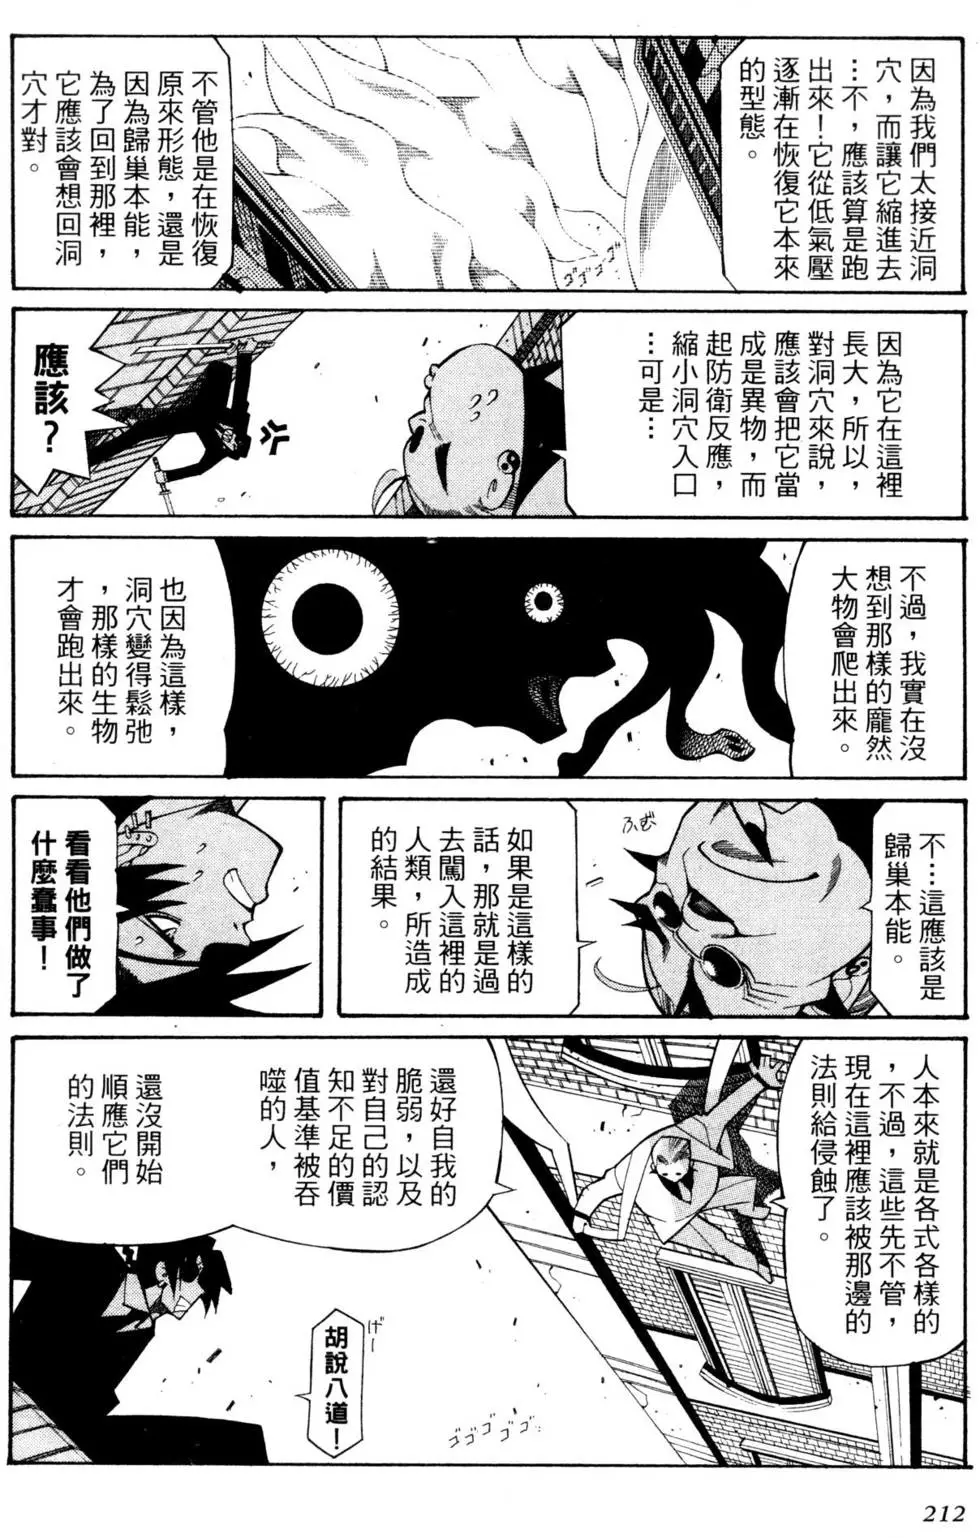 因為我們太接近洞
穴，而讓它縮進去
…不，應該算是跑
出來！它從低氣壓
逐漸在恢復它本來
的型態。
不管他是在恢復
原來形態，還是
因為歸巢本能，
為了回到那裡，
它應該會想回洞
穴才對。
ゴゴゴゴ
因為它在這裡
長大，所以，
對洞穴來說，
應該會把它當
成是異物，而
起防衛反應，
縮小洞穴入口
…可是…
應該？
不過，我實在沒
想到那樣的龐然
大物會爬出來。
也因為這樣，
洞穴變得鬆弛
，那樣的生物
才會跑出來。
不…這應該是
歸巢本能。
ふむ
如果是這樣的
話，那就是過
去闖入這裡的
人類，所造成
的結果。
看看他們做了
什麼蠢事！
人本來就是各式各樣的
，不過，這些先不管，
現在這裡應該被那邊的
法則給侵蝕了。
還好自我的
脆弱，以及
對自己的認
知不足的價
值基準被吞
噬的人，
還沒開始
順應它們
的法則。
げー
胡說八道！
ゴゴゴゴゴ
212